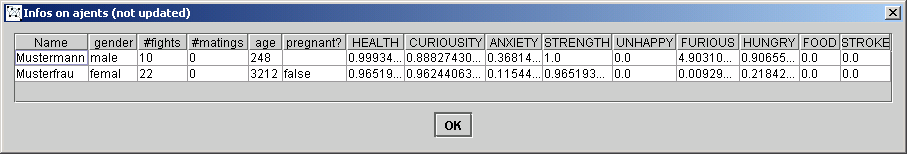 Infos on ajents (not updated)
Name gender #fights #matings age pregnant? HEALTH CURIOUSITY ANXIETY STRENGTH UNHAPPY FURIOUS HUNGRY FOOD STROKE
Mustermann male 10 0 248 0.99934... 0.88827430... 0.36814... 1.0 0.0 4.90310... 0.90655... 0.0 0.0
Musterfrau femal 22 0 3212 false 0.96519... 0.96244063... 0.11544... 0.965193... 0.0 0.00929... 0.21842... 0.0 0.0
OK